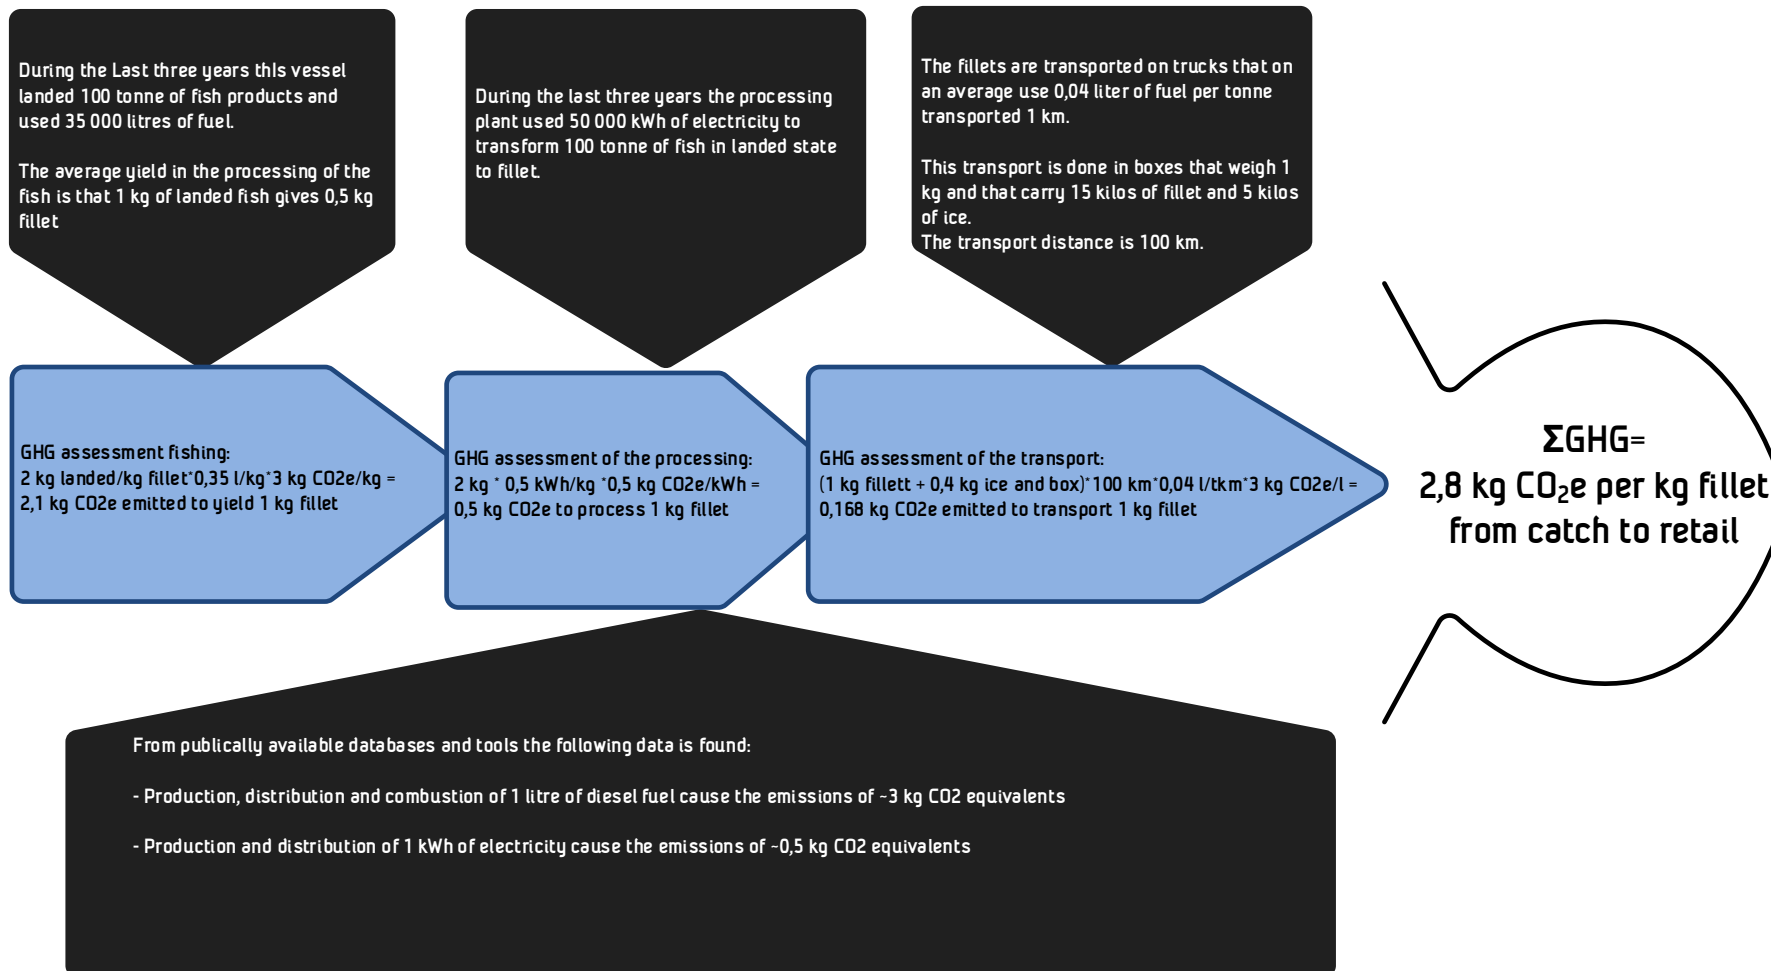 During the Last three years thIs vessel
landed 100 tonne of fish products and
used 35 000 litres of fuel.
The average yield in the processing of the
fish is that 1 kg of landed fish gives 0,5 kg
fillet
During the last three years the processing
plant used 50 000 kWh of electricity to
transform 100 tonne of fish in landed state
to fillet.
The fillets are transported on trucks that on
an average use 0,04 liter of fuel per tonne
transported 1 km.
This transport is done in boxes that weigh 1
kg and that carry 15 kilos of fillet and 5 kilos
of ice.
The transport distance is 100 km.
GHG assessment fishing:
2 kg landed/kg fillet*0,35 l/kg*3 kg CO2e/kg =
2,1 kg CO2e emitted to yield 1 kg fillet
GHG assessment of the processing:
2 kg * 0,5 kWh/kg *0,5 kg CO2e/kWh =
0,5 kg CO2e to process 1 kg fillet
GHG assessment of the transport:
(1 kg fillett + 0,4 kg ice and box)*100 km*0,04 l/tkm*3 kg CO2e/l =
0,168 kg CO2e emitted to transport 1 kg fillet
ΣGHG=
2,8 kg CO₂e per kg fillet
from catch to retail
From publically available databases and tools the following data is found:
- Production, distribution and combustion of 1 litre of diesel fuel cause the emissions of ~3 kg CO2 equivalents
- Production and distribution of 1 kWh of electricity cause the emissions of ~0,5 kg CO2 equivalents